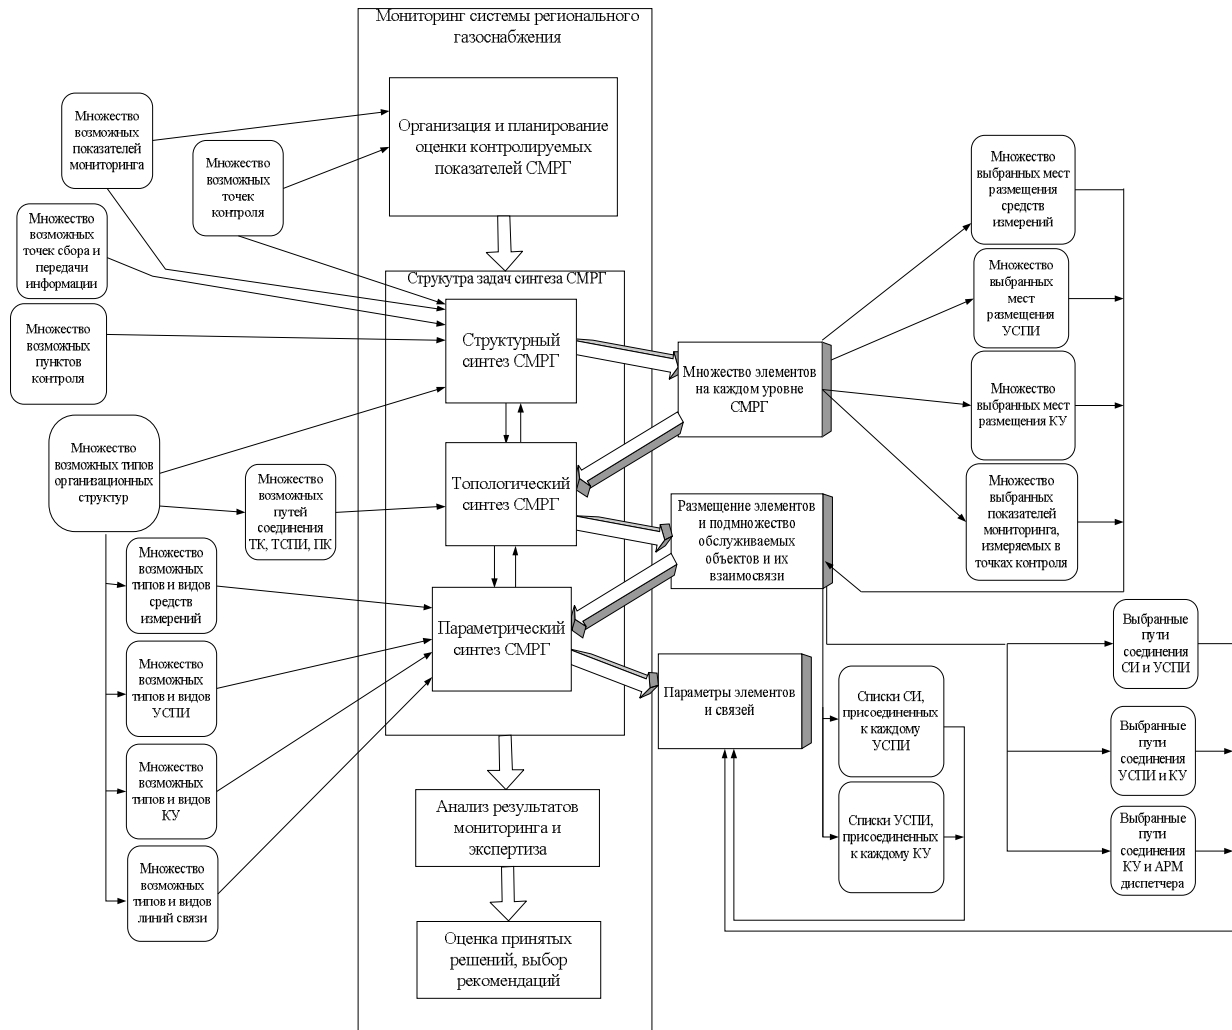 Мониторинг системы регионального
газоснабжения
Множество
возможных
показателей
мониторинга
Множество
возможных
точек
контроля
Организация и планирование
оценки контролируемых
показателей СМРГ
Множество
возможных
точек сбора и
передачи
информации
Множество
возможных
пунктов
контроля
Множество
возможных типов
организационных
структур
Множество
возможных
путей
соединения
ТК, ТСПИ, ПК
Множество
возможных
типов и видов
средств
измерений
Множество
возможных
типов и видов
УСПИ
Множество
возможных
типов и видов
КУ
Множество
возможных
типов и видов
линий связи
Струкутра задач синтеза СМРГ
Структурный
синтез СМРГ
Топологический
синтез СМРГ
Параметрический
синтез СМРГ
Анализ результатов
мониторинга и
экспертиза
Оценка принятых
решений, выбор
рекомендаций
Множество элементов
на каждом уровне
СМРГ
Размещение элементов
и подмножество
обслуживаемых
объектов и их
взаимосвязи
Параметры элементов
и связей
Множество
выбранных мест
размещения
средств
измерений
Множество
выбранных
мест
размещения
УСПИ
Множество
выбранных мест
размещения КУ
Множество
выбранных
показателей
мониторинга,
измеряемых в
точках контроля
Списки СИ,
присоединенных
к каждому
УСПИ
Списки УСПИ,
присоединенных
к каждому КУ
Выбранные
пути
соединения
СИ и УСПИ
Выбранные
пути
соединения
УСПИ и КУ
Выбранные
пути
соединения
КУ и АРМ
диспетчера